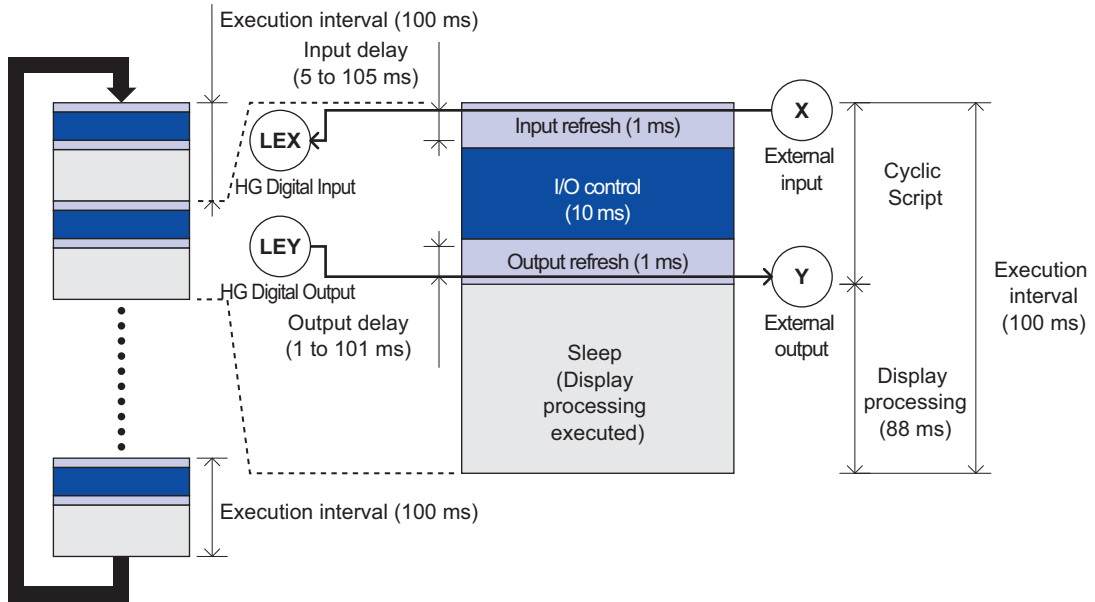 Execution interval (100 ms)
Input delay
(5 to 105 ms)
LEX
HG Digital Input
Input refresh (1 ms)
X
External
input
I/O control
(10 ms)
Cyclic
Script
LEY
HG Digital Output
Output refresh (1 ms)
Y
External
output
Output delay
(1 to 101 ms)
Execution
interval
(100 ms)
Sleep
(Display
processing
executed)
Display
processing
(88 ms)
Execution interval (100 ms)